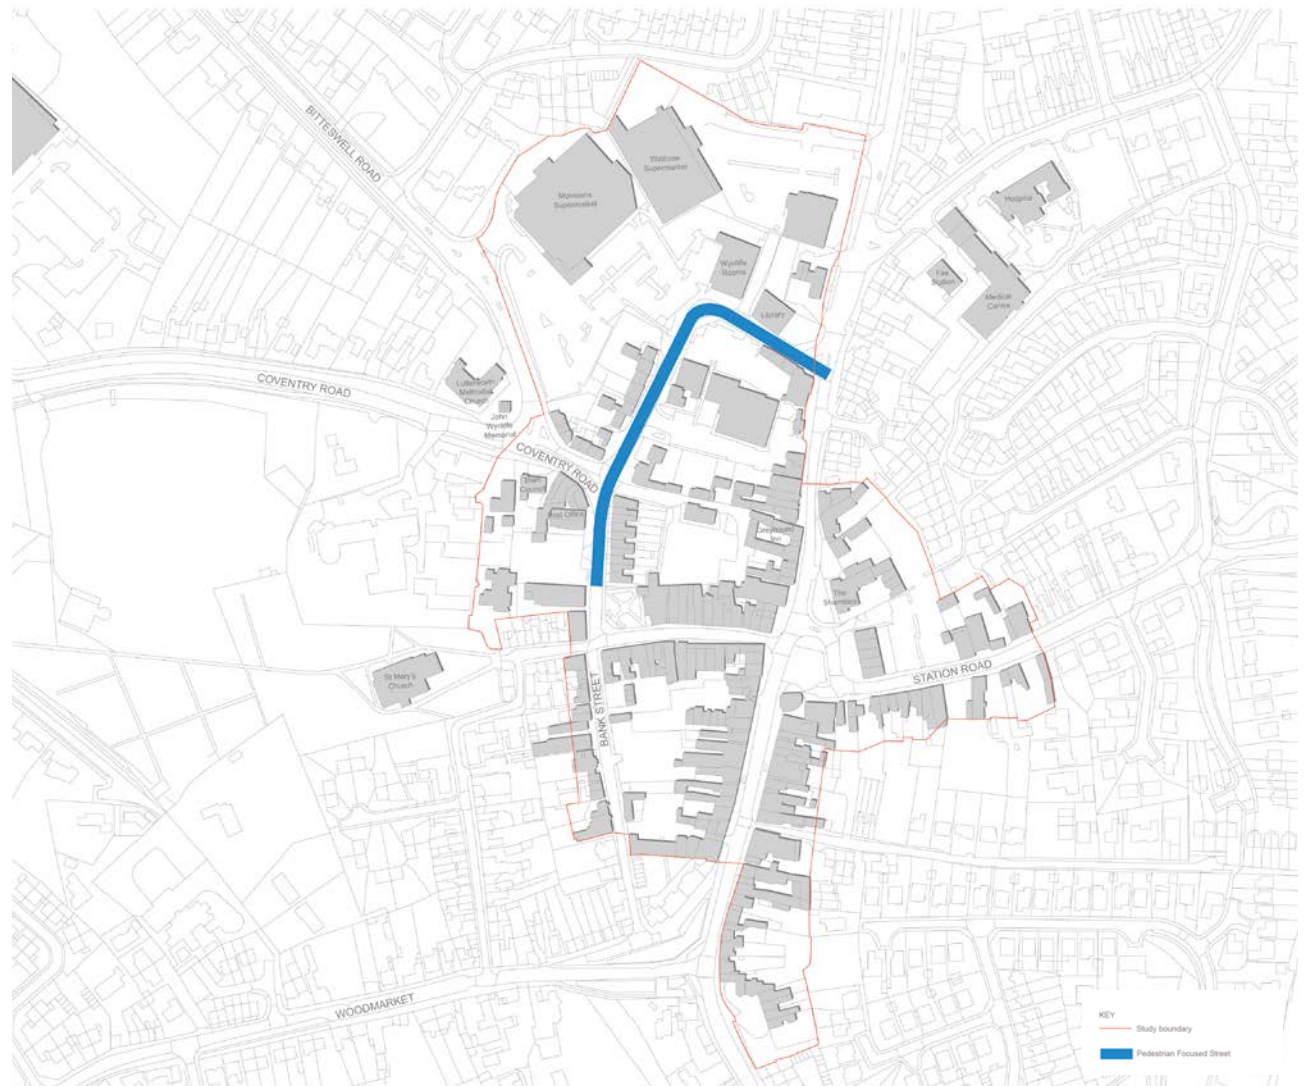 BITTESWELL ROAD
Waitrose
Supermarket
Morrisons
Supermarket
Hospital
Wycliffe
Rooms
Fire
Station
Medical
Centre
Library
COVENTRY ROAD
Lutterworth
Methodist
Church
John
Wycliffe
Memorial
COVENTRY ROAD
Town
Council
Post Office
Greyhound
Inn
The
Shambles
STATION ROAD
St Mary's
Church
BANK STREET
WOODMARKET
KEY
Study boundary
Pedestrian Focused Street